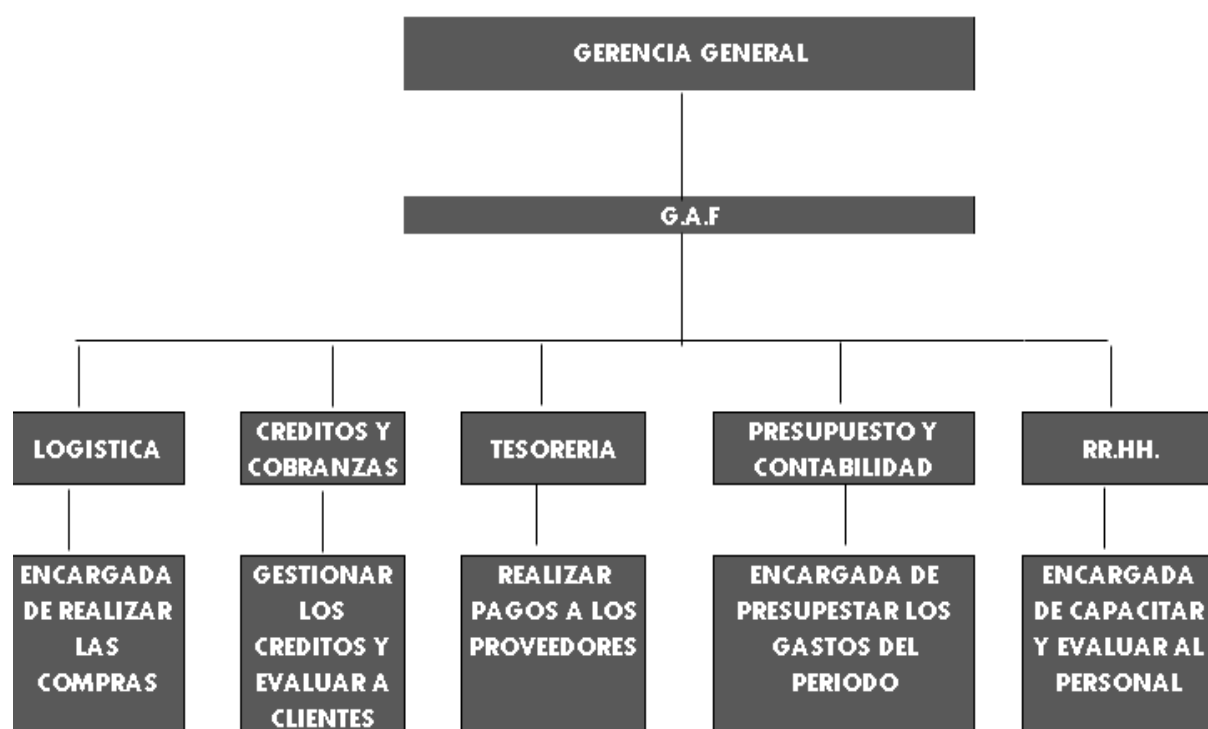 GERENCIA GENERAL
G.A.F
LOGISTICA
CREDITOS Y
COBRANZAS
TESORERIA
PRESUPUESTO Y
CONTABILIDAD
RR.HH.
ENCARGADA
DE REALIZAR
LAS
COMPRAS
GESTIONAR
LOS
CREDITOS Y
EVALUAR A
CLIENTES
REALIZAR
PAGOS A LOS
PROVEEDORES
ENCARGADA DE
PRESUPESTAR LOS
GASTOS DEL
PERIODO
ENCARGADA
DE CAPACITAR
Y EVALUAR AL
PERSONAL